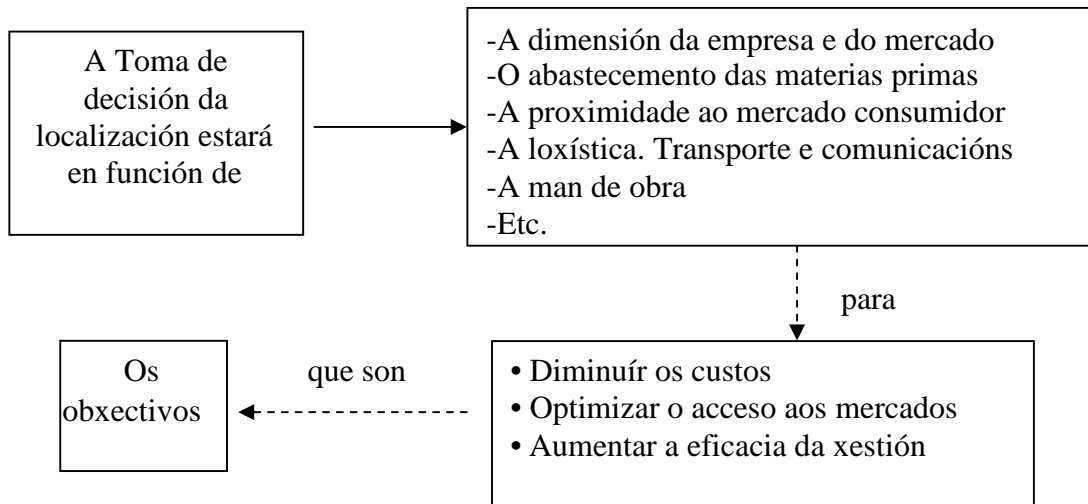 A Toma de
decisión da
localización estará
en función de
-A dimensión da empresa e do mercado
-O abastecemento das materias primas
-A proximidade ao mercado consumidor
-A loxística. Transporte e comunicacións
-A man de obra
-Etc.
para
• Diminuír os custos
• Optimizar o acceso aos mercados
• Aumentar a eficacia da xestión
que son
Os
obxectivos